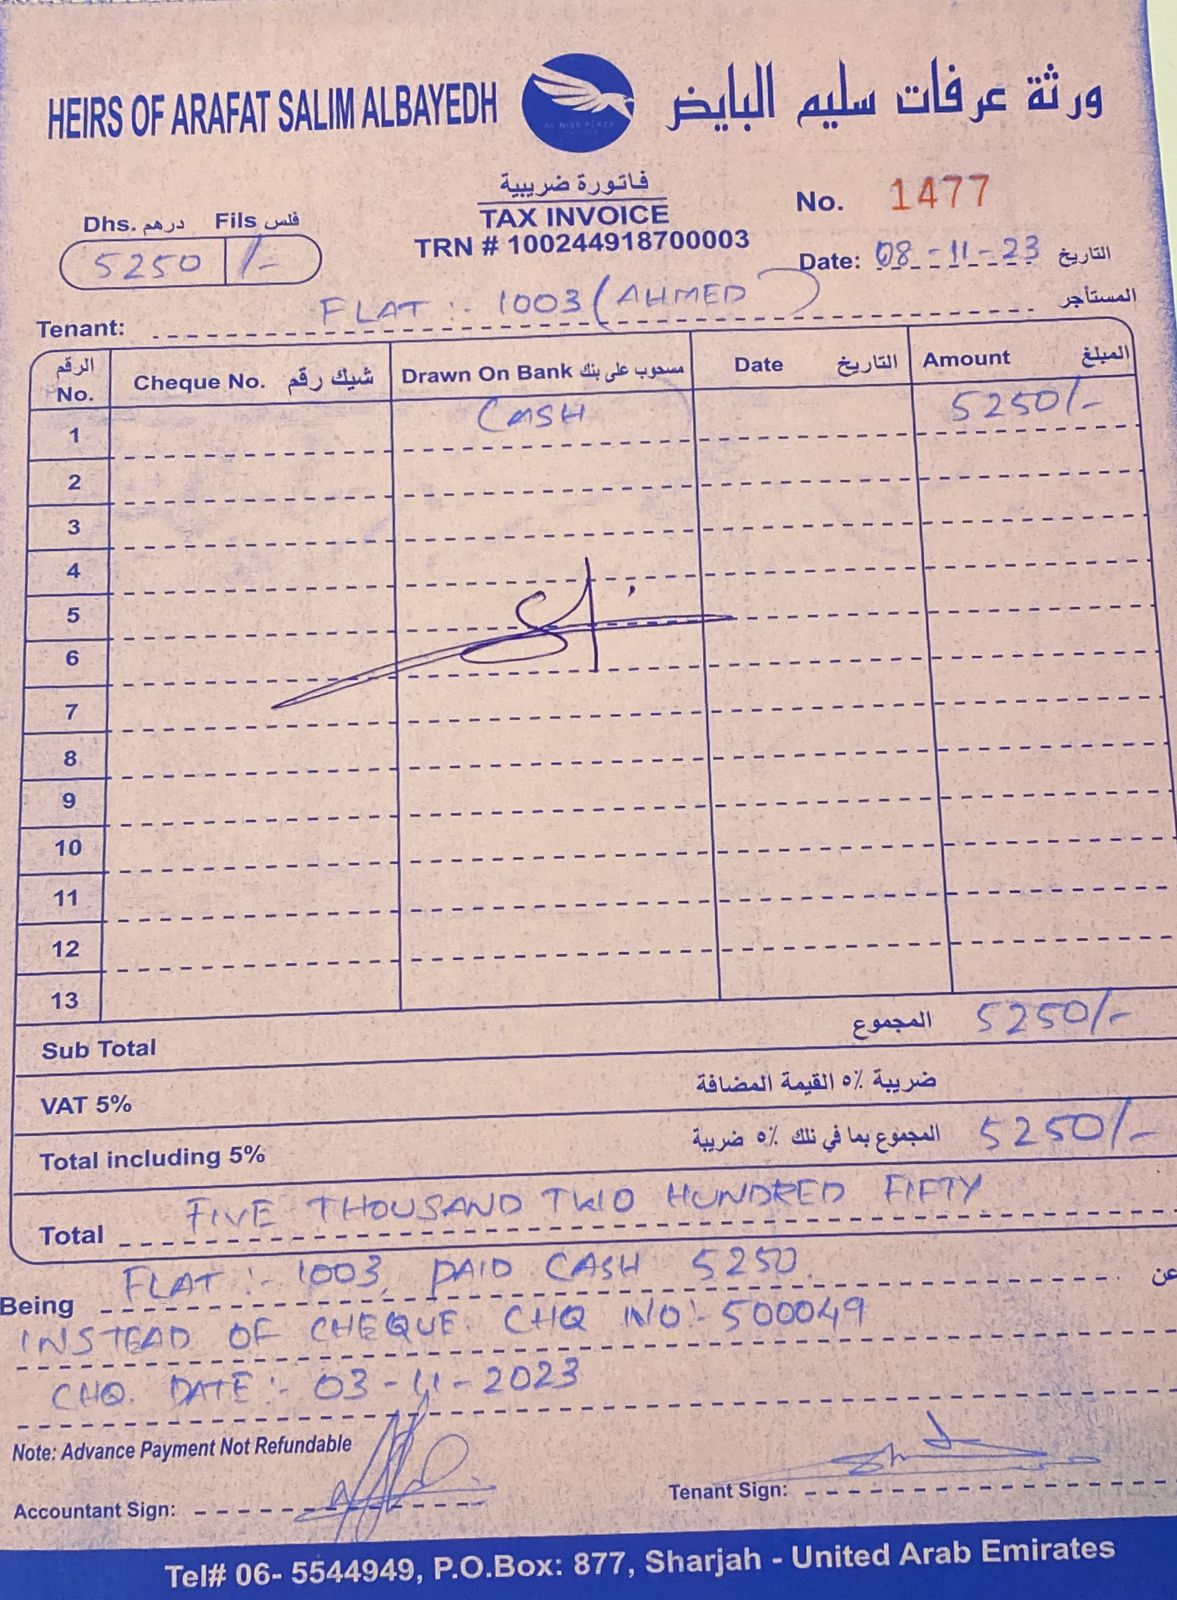 HEIRS OF ARAFAT SALIM ALBAYEDH
AL NISR PLAZA
ورثة عرفات سليم البايض
فاتورة ضريبية
TAX INVOICE
TRN # 100244918700003
No. 1477
Dhs. درهم Fils فلس
5250 /-
Date: 08-11-23 التاريخ
Tenant: FLAT :- 1003 (AHMED) المستأجر
الرقم No. Cheque No. شيك رقم Drawn On Bank مسحوب على بنك Date التاريخ Amount المبلغ
1 CASH 5250/-
2
3
4
5
6
7
8
9
10
11
12
13
Sub Total المجموع 5250/-
VAT 5% ضريبة ٥٪ القيمة المضافة
Total including 5% المجموع بما في ذلك ٥٪ ضريبة 5250/-
Total FIVE THOUSAND TWO HUNDRED FIFTY
Being FLAT :- 1003, PAID CASH 5250. عن
INSTEAD OF CHEQUE. CHQ NO:- 500049
CHQ. DATE :- 03-11-2023
Note: Advance Payment Not Refundable
Accountant Sign:
Tenant Sign:
Tel# 06- 5544949, P.O.Box: 877, Sharjah - United Arab Emirates